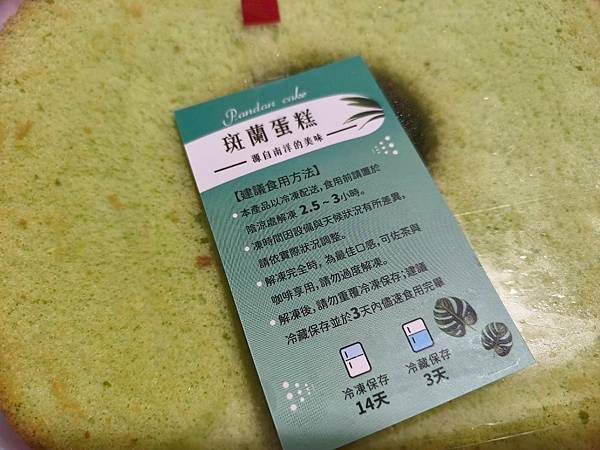 Pandan cake
斑蘭蛋糕
源自南洋的美味
【建議食用方法】
• 本產品以冷凍配送，食用前請置於
陰涼處解凍 2.5 ~ 3小時。
• 凍時間因設備與天候狀況有所差異，
請依實際狀況調整。
• 解凍完全時，為最佳口感，可佐茶與
咖啡享用，請勿過度解凍。
• 解凍後，請勿重覆冷凍保存；建議
冷藏保存並於3天內儘速食用完畢
冷凍保存
14天
冷藏保存
3天